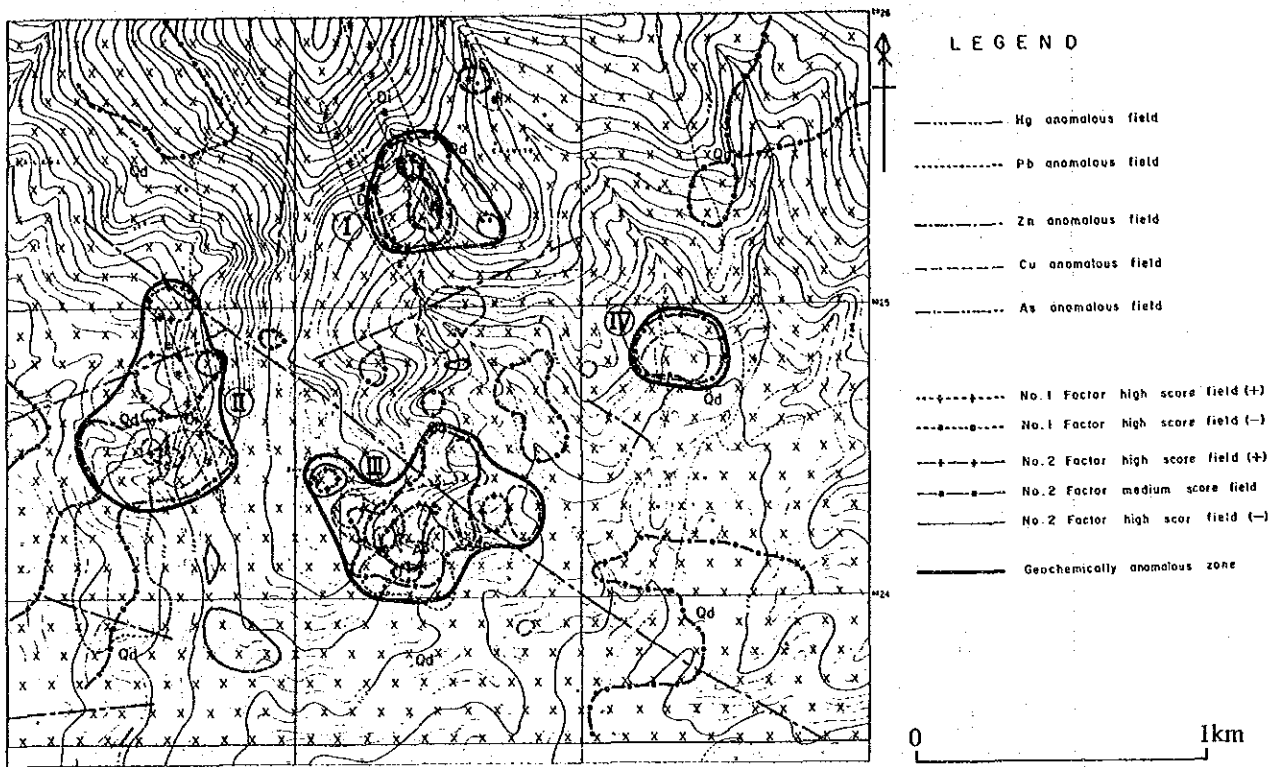 LEGEND
Hg anomalous field
Pb anomalous field
Zn anomalous field
Cu anomalous field
As anomalous field
No.1 Factor high score field (+)
No.1 Factor high score field (−)
No.2 Factor high score field (+)
No.2 Factor medium score field
No.2 Factor high scor field (−)
Geochemically anomalous zone
0 1km
Di
Qd
I
IV
II
Qd
Qd
III
Qd
Qd
Qd
Qd